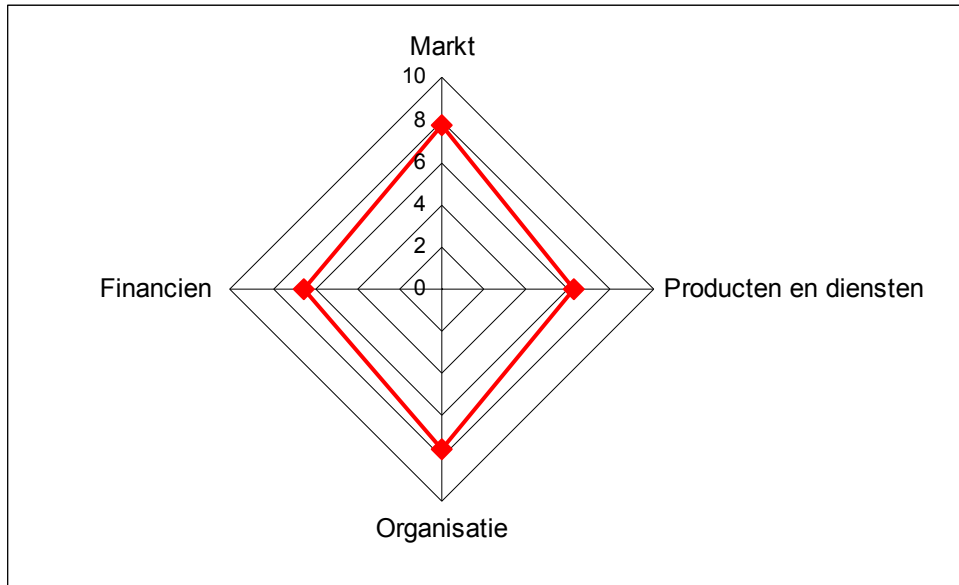 Markt
10
8
6
4
2
0
Financien
Producten en diensten
Organisatie